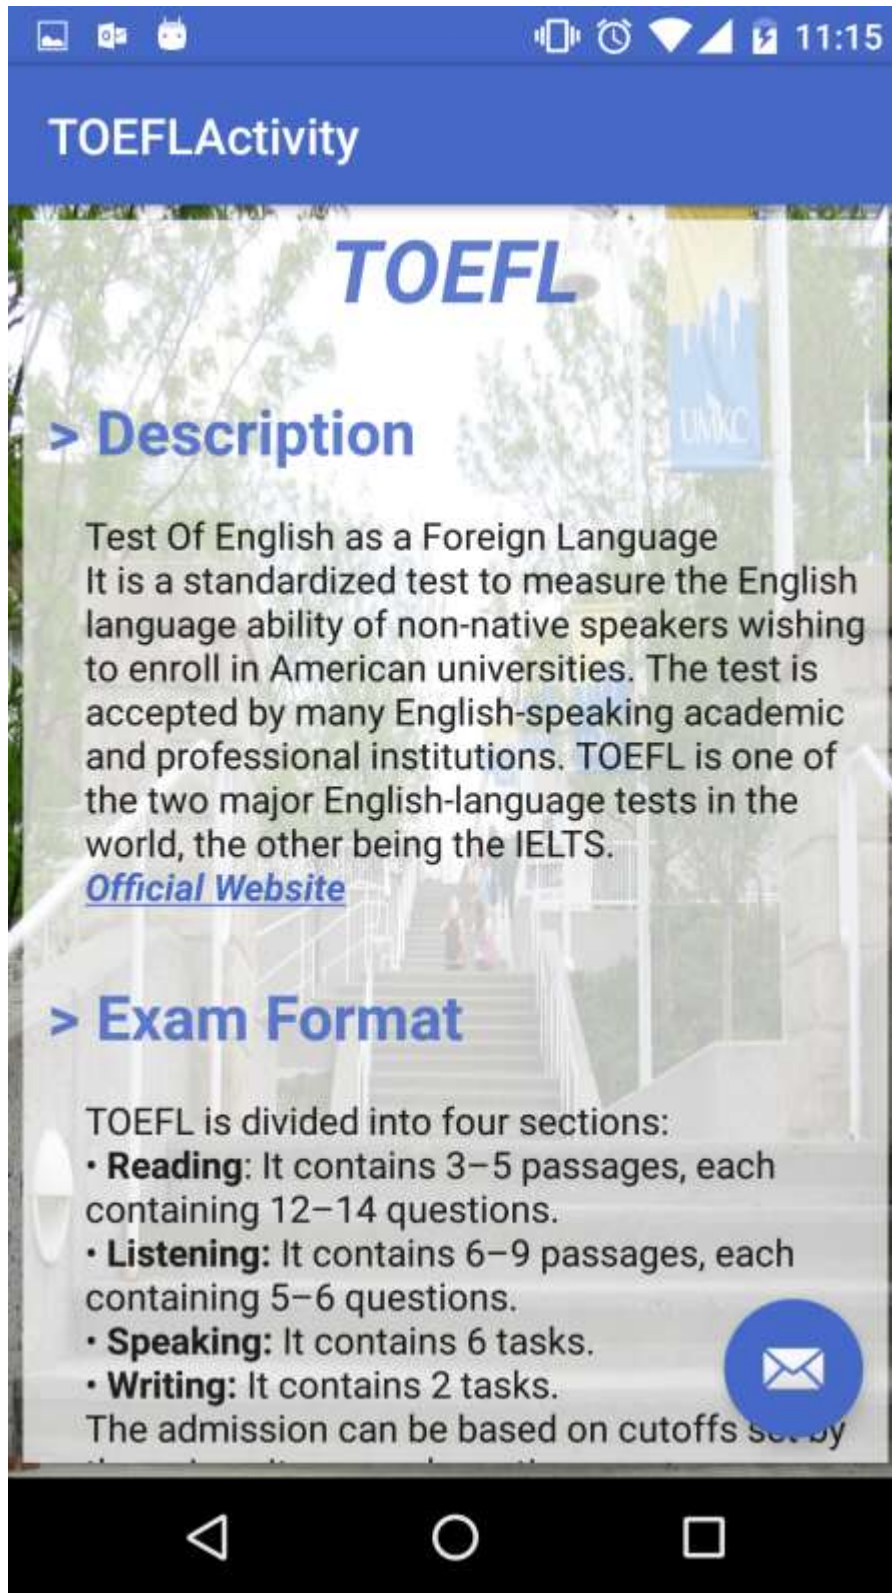 11:15
TOEFLActivity
TOEFL
UMKC
> Description
Test Of English as a Foreign Language
It is a standardized test to measure the English
language ability of non-native speakers wishing
to enroll in American universities. The test is
accepted by many English-speaking academic
and professional institutions. TOEFL is one of
the two major English-language tests in the
world, the other being the IELTS.
Official Website
> Exam Format
TOEFL is divided into four sections:
• Reading: It contains 3–5 passages, each
containing 12–14 questions.
• Listening: It contains 6–9 passages, each
containing 5–6 questions.
• Speaking: It contains 6 tasks.
• Writing: It contains 2 tasks.
The admission can be based on cutoffs set by